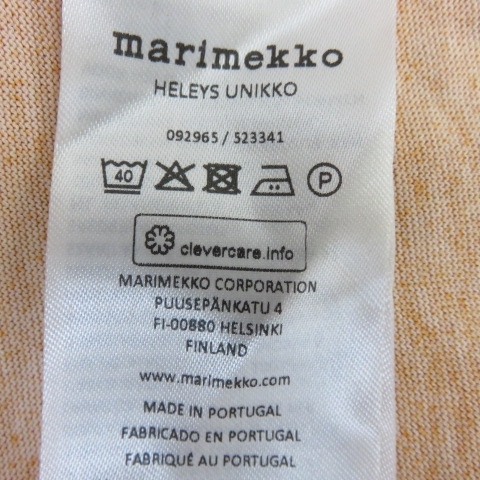 marimekko
HELEYS UNIKKO
092965 / 523341
40 P
clevercare.info
MARIMEKKO CORPORATION
PUUSEPÄNKATU 4
FI-00880 HELSINKI
FINLAND
www.marimekko.com
MADE IN PORTUGAL
FABRICADO EN PORTUGAL
FABRIQUÉ AU PORTUGAL